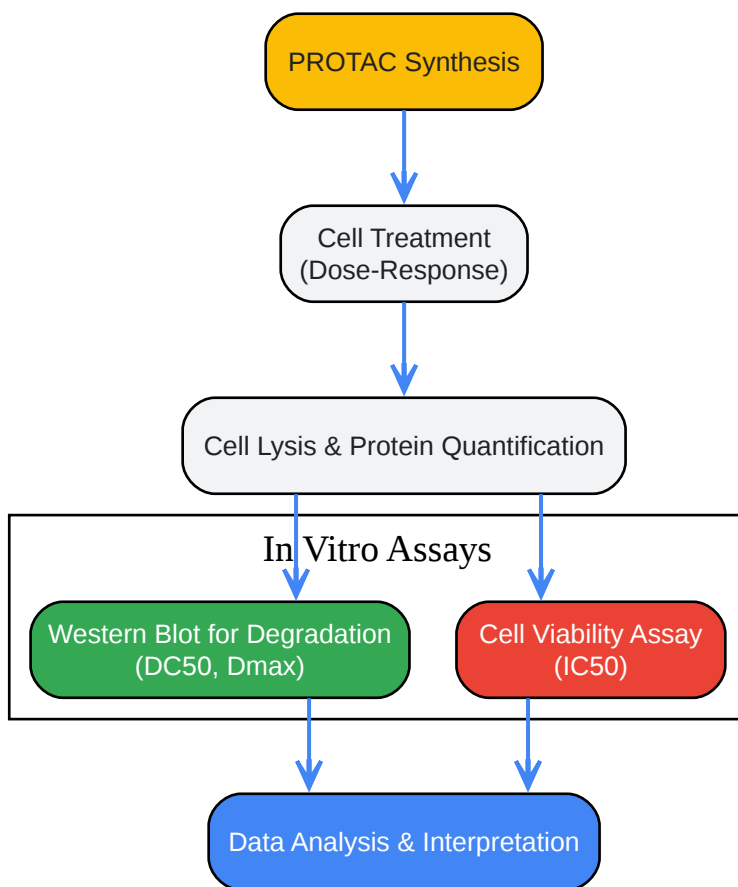 PROTAC Synthesis
Cell Treatment
(Dose-Response)
Cell Lysis & Protein Quantification
In Vitro Assays
Western Blot for Degradation
(DC50, Dmax)
Cell Viability Assay
(IC50)
Data Analysis & Interpretation